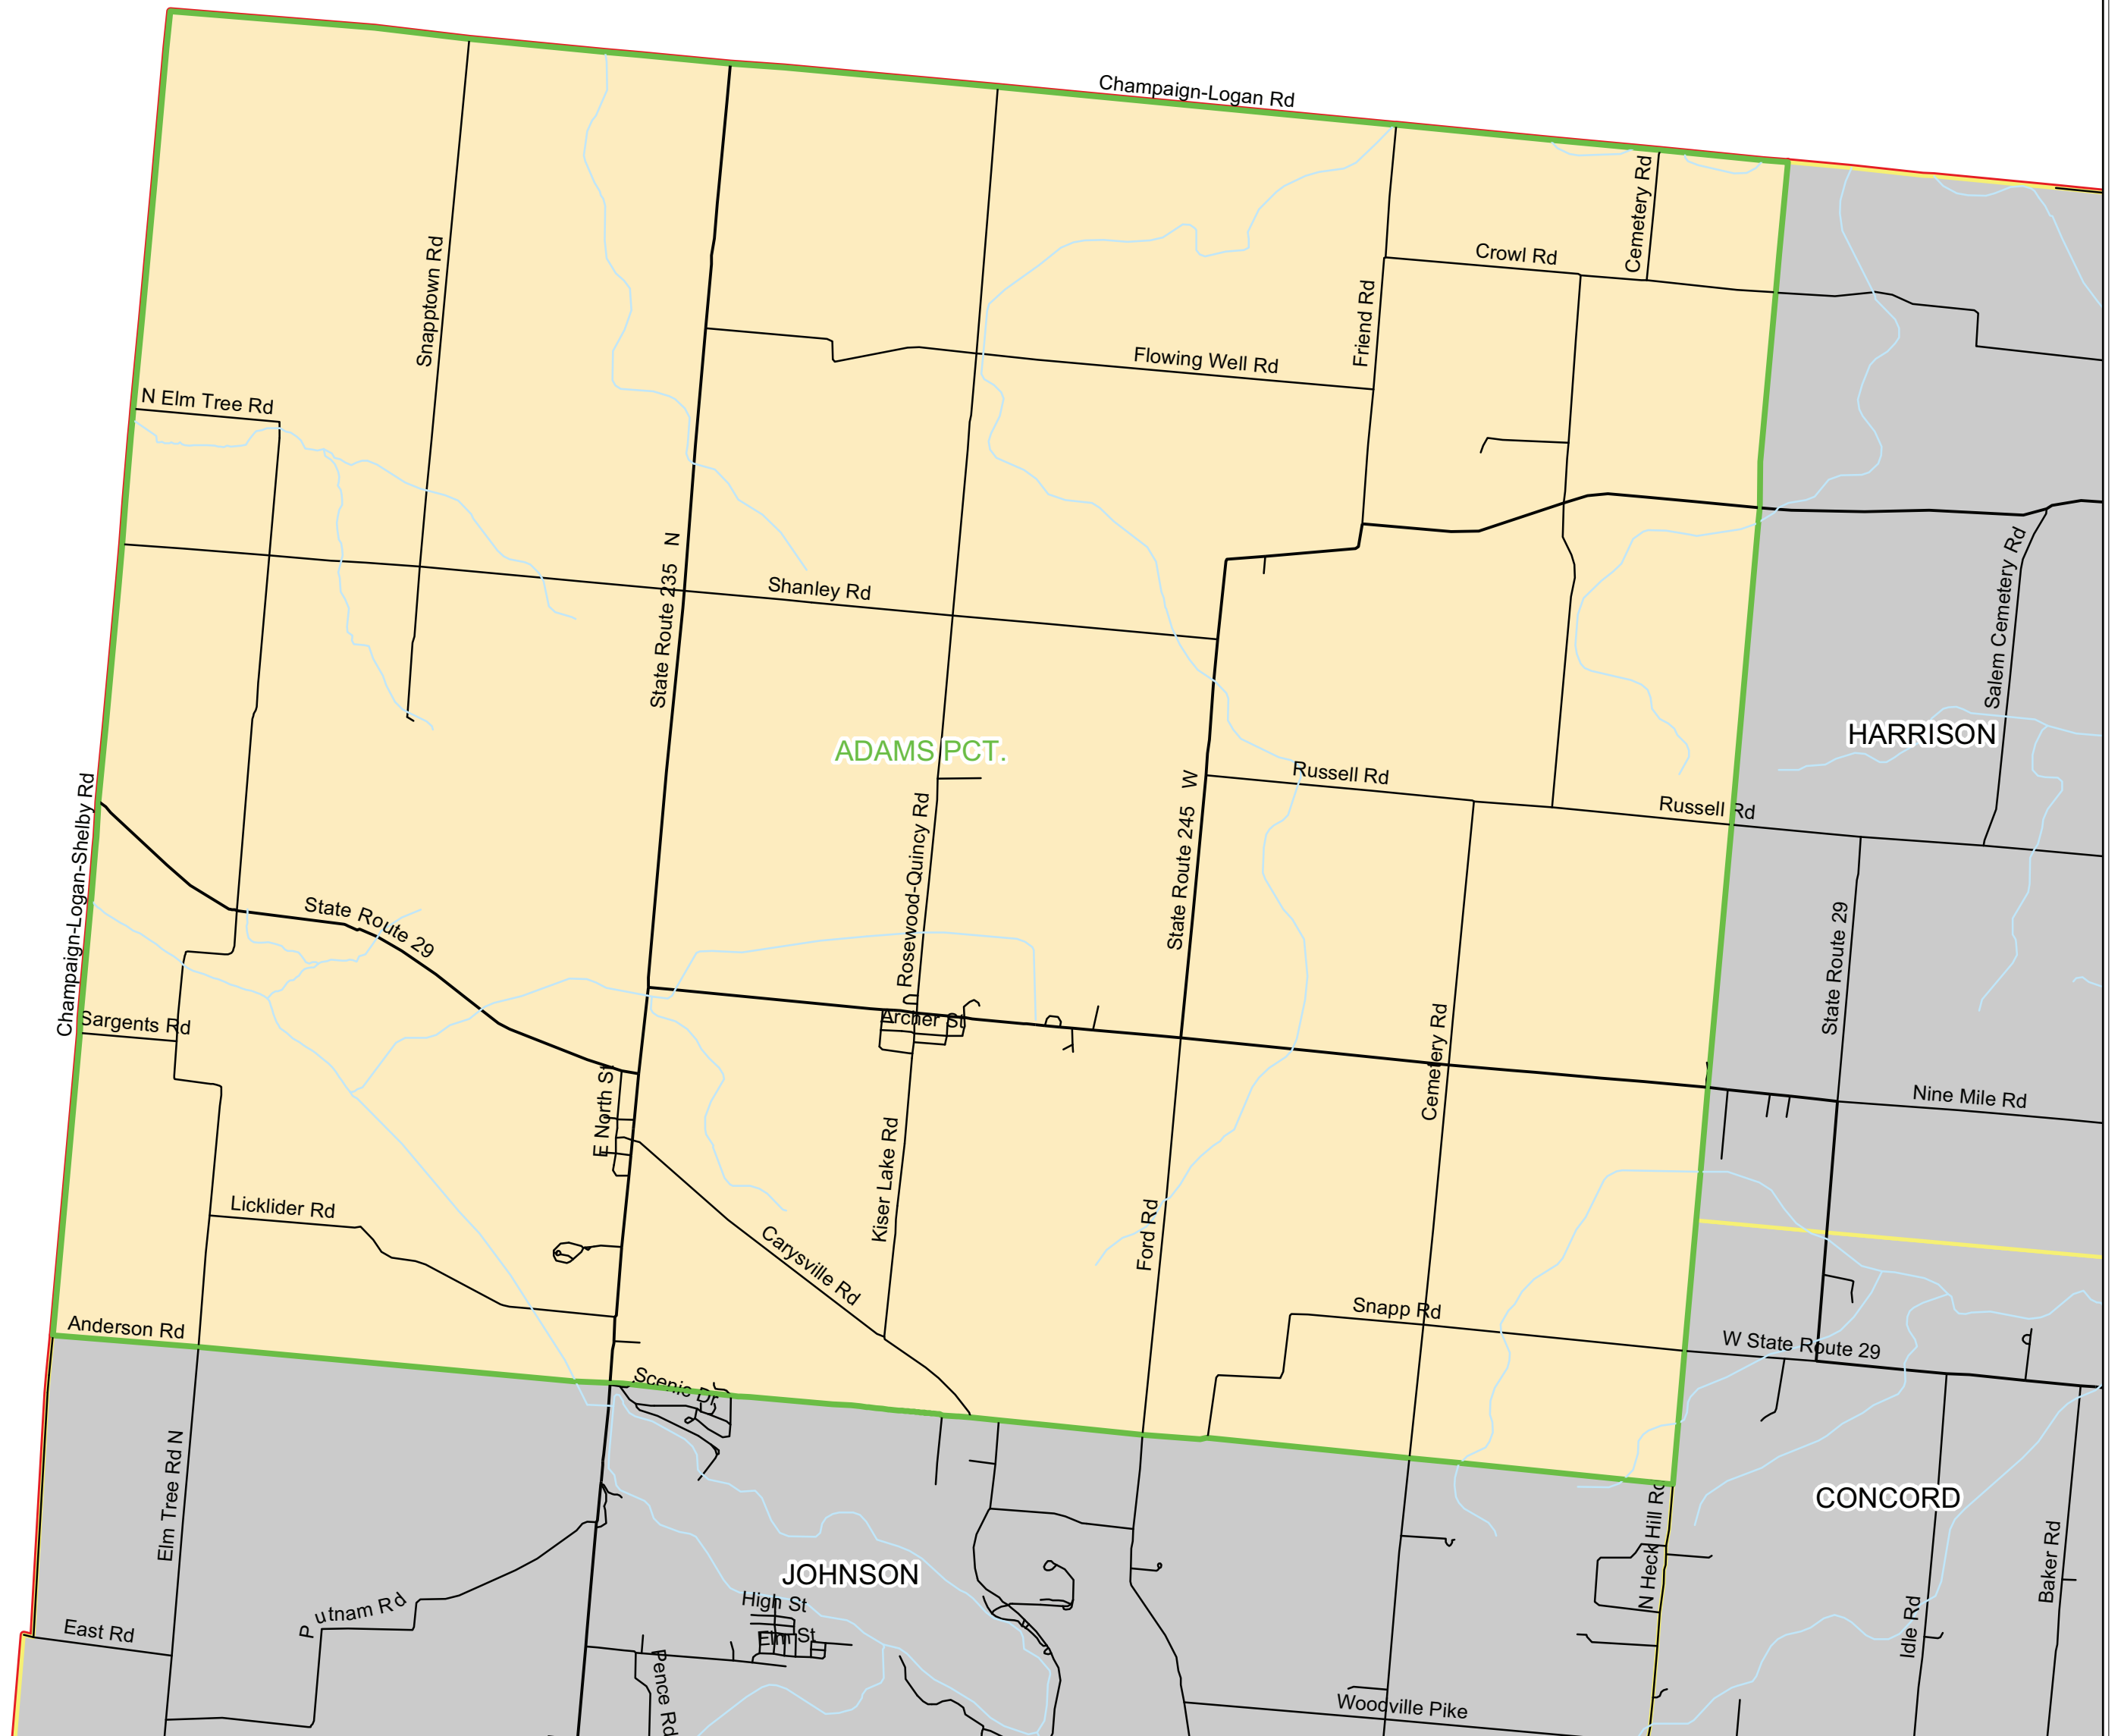 Champaign-Logan Rd
Cemetery Rd
Crowl Rd
Snapptown Rd
Friend Rd
Flowing Well Rd
N Elm Tree Rd
State Route 235 N
Shanley Rd
Salem Cemetery Rd
HARRISON
ADAMS PCT.
Russell Rd
Russell Rd
Champaign-Logan-Shelby Rd
Rosewood-Quincy Rd
State Route 245 W
State Route 29
State Route 29
Sargents Rd
Archer St
Cemetery Rd
Nine Mile Rd
E North St
Kiser Lake Rd
Licklider Rd
Ford Rd
Carysville Rd
Snapp Rd
Anderson Rd
W State Route 29
Scenic Dr
Elm Tree Rd N
CONCORD
N Heck Hill Rd
Baker Rd
JOHNSON
High St
Putnam Rd
Idle Rd
East Rd
Elm St
Pence Rd
Woodville Pike